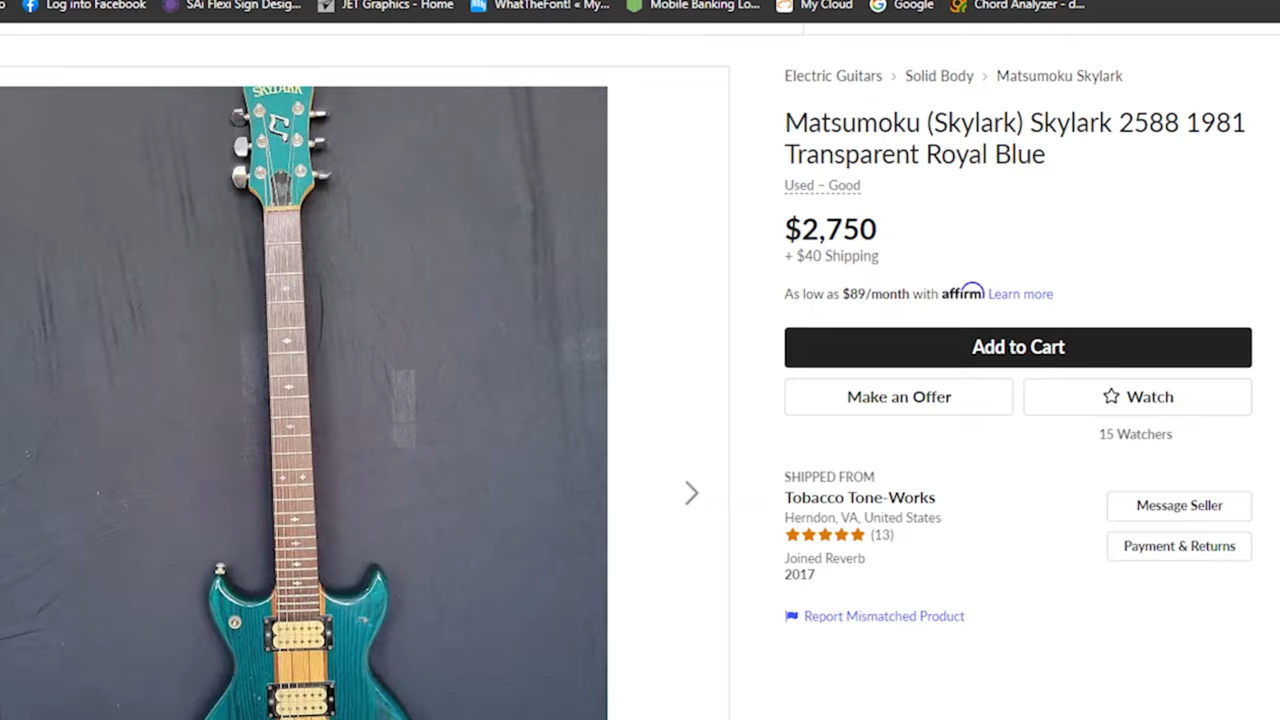 Log into Facebook
SAi Flexi Sign Desig...
JET Graphics - Home
WhatTheFont! « My...
Mobile Banking Lo...
My Cloud
Google
Chord Analyzer - d...
SKYLARK
Electric Guitars > Solid Body > Matsumoku Skylark
Matsumoku (Skylark) Skylark 2588 1981
Transparent Royal Blue
Used – Good
$2,750
+ $40 Shipping
As low as $89/month with affirm Learn more
Add to Cart
Make an Offer
Watch
15 Watchers
SHIPPED FROM
Tobacco Tone-Works
Herndon, VA, United States
(13)
Joined Reverb
2017
Message Seller
Payment & Returns
Report Mismatched Product